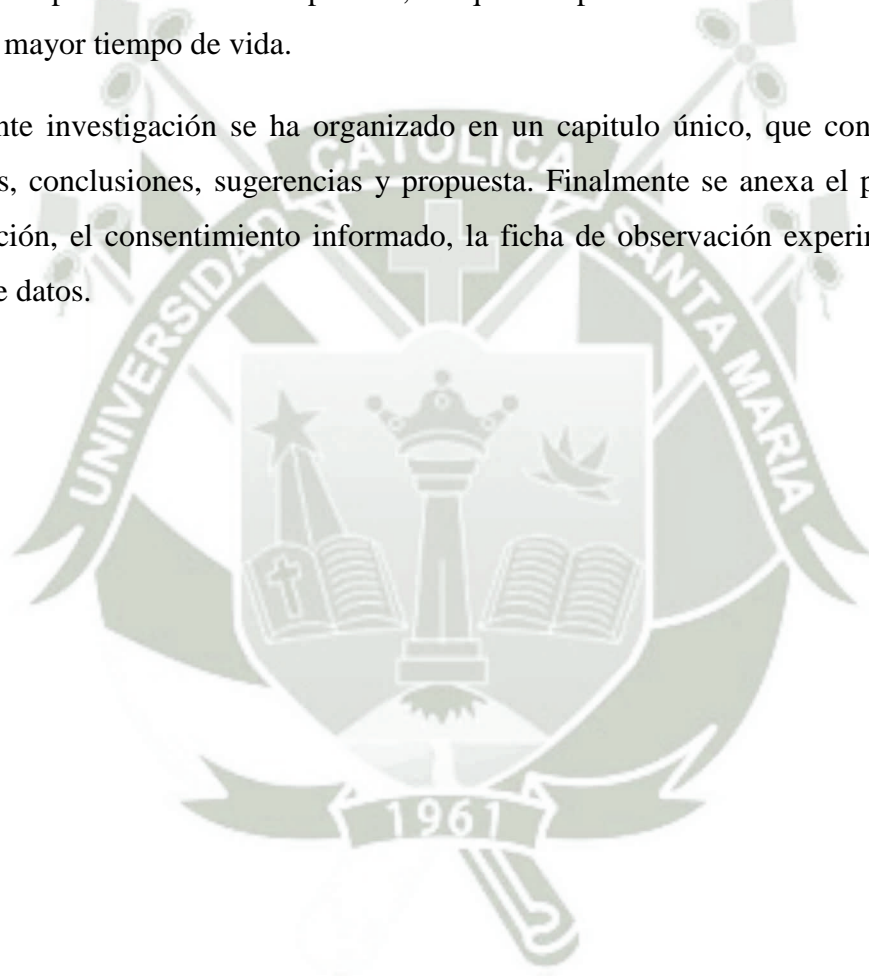 mayor tiempo de vida.
nte investigación se ha organizado en un capitulo único, que con
s, conclusiones, sugerencias y propuesta. Finalmente se anexa el p
ción, el consentimiento informado, la ficha de observación experi
e datos.
UNIVERSIDAD CATOLICA SANTA MARIA
1961